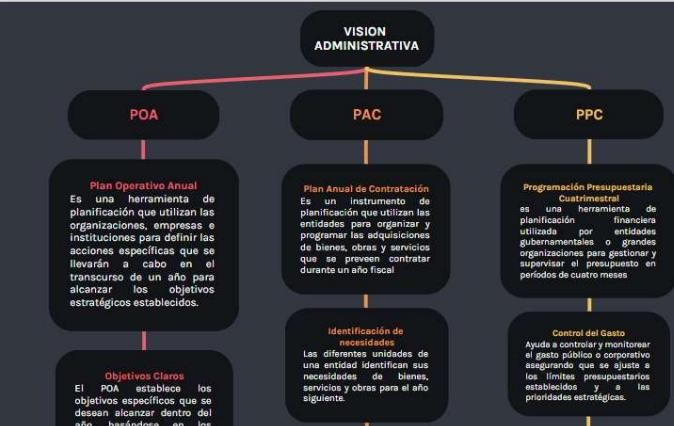 VISION
ADMINISTRATIVA
POA
PAC
PPC
Plan Operativo Anual
Es una herramienta de
planificación que utilizan las
organizaciones, empresas e
instituciones para definir las
acciones específicas que se
llevarán a cabo en el
transcurso de un año para
alcanzar los objetivos
estratégicos establecidos.
Plan Anual de Contratación
Es un instrumento de
planificación que utilizan las
entidades para organizar y
programar las adquisiciones
de bienes, obras y servicios
que se preveen contratar
durante un año fiscal
Programación Presupuestaria
Cuatrimestral
es una herramienta de
planificación financiera
utilizada por entidades
gubernamentales o grandes
organizaciones para gestionar y
supervisar el presupuesto en
períodos de cuatro meses
Objetivos Claros
El POA establece los
objetivos específicos que se
desean alcanzar dentro del
año, basándose en los
Identificación de
necesidades
Las diferentes unidades de
una entidad identifican sus
necesidades de bienes,
servicios y obras para el año
siguiente.
Control del Gasto
Ayuda a controlar y monitorear
el gasto público o corporativo
asegurando que se ajuste a
los límites presupuestarios
establecidos y a las
prioridades estratégicas.